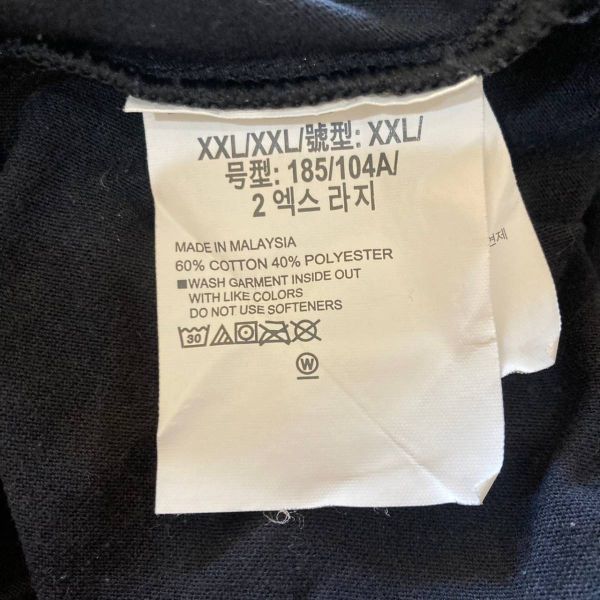 XXL/XXL/號型: XXL/
号型: 185/104A/
2 엑스 라지
MADE IN MALAYSIA
60% COTTON 40% POLYESTER
■WASH GARMENT INSIDE OUT
WITH LIKE COLORS
DO NOT USE SOFTENERS
30
W